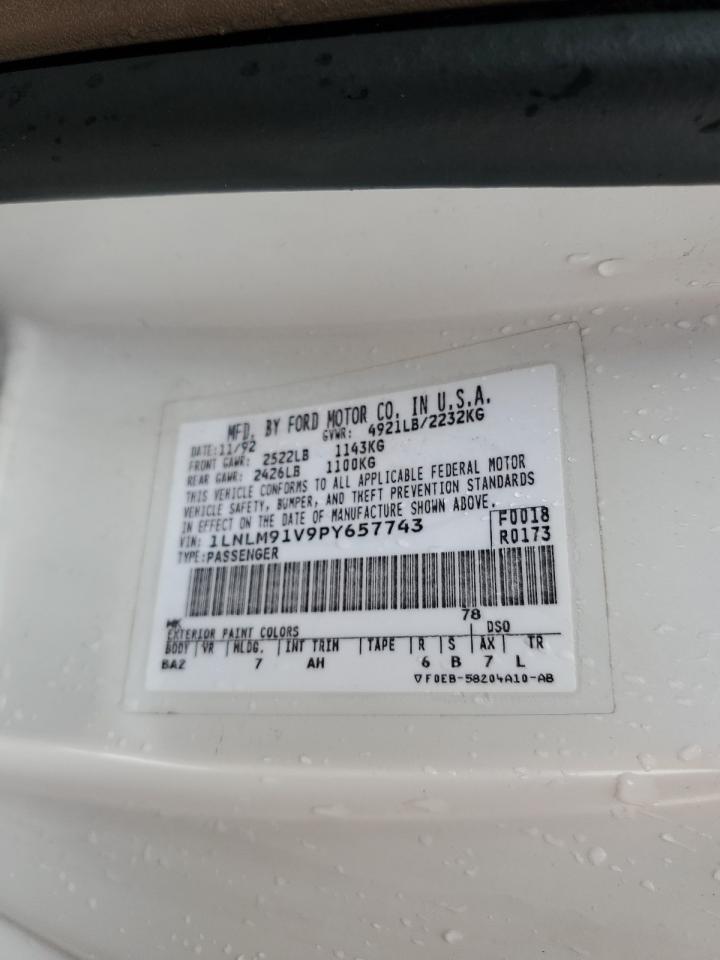 MFD. BY FORD MOTOR CO. IN U.S.A.
DATE: 11/92 GVWR: 4921LB/2232KG
FRONT GAWR: 2522LB 1143KG
REAR GAWR: 2426LB 1100KG
THIS VEHICLE CONFORMS TO ALL APPLICABLE FEDERAL MOTOR
VEHICLE SAFETY, BUMPER, AND THEFT PREVENTION STANDARDS
IN EFFECT ON THE DATE OF MANUFACTURE SHOWN ABOVE.
VIN: 1LNLM91V9PY657743 F0018
TYPE: PASSENGER R0173
78
EXTERIOR PAINT COLORS DSO
BODY VR MLDG. INT TRIM TAPE R S AX TR
BA2 7 AH 6 B 7 L
▽F0EB-58204A10-AB